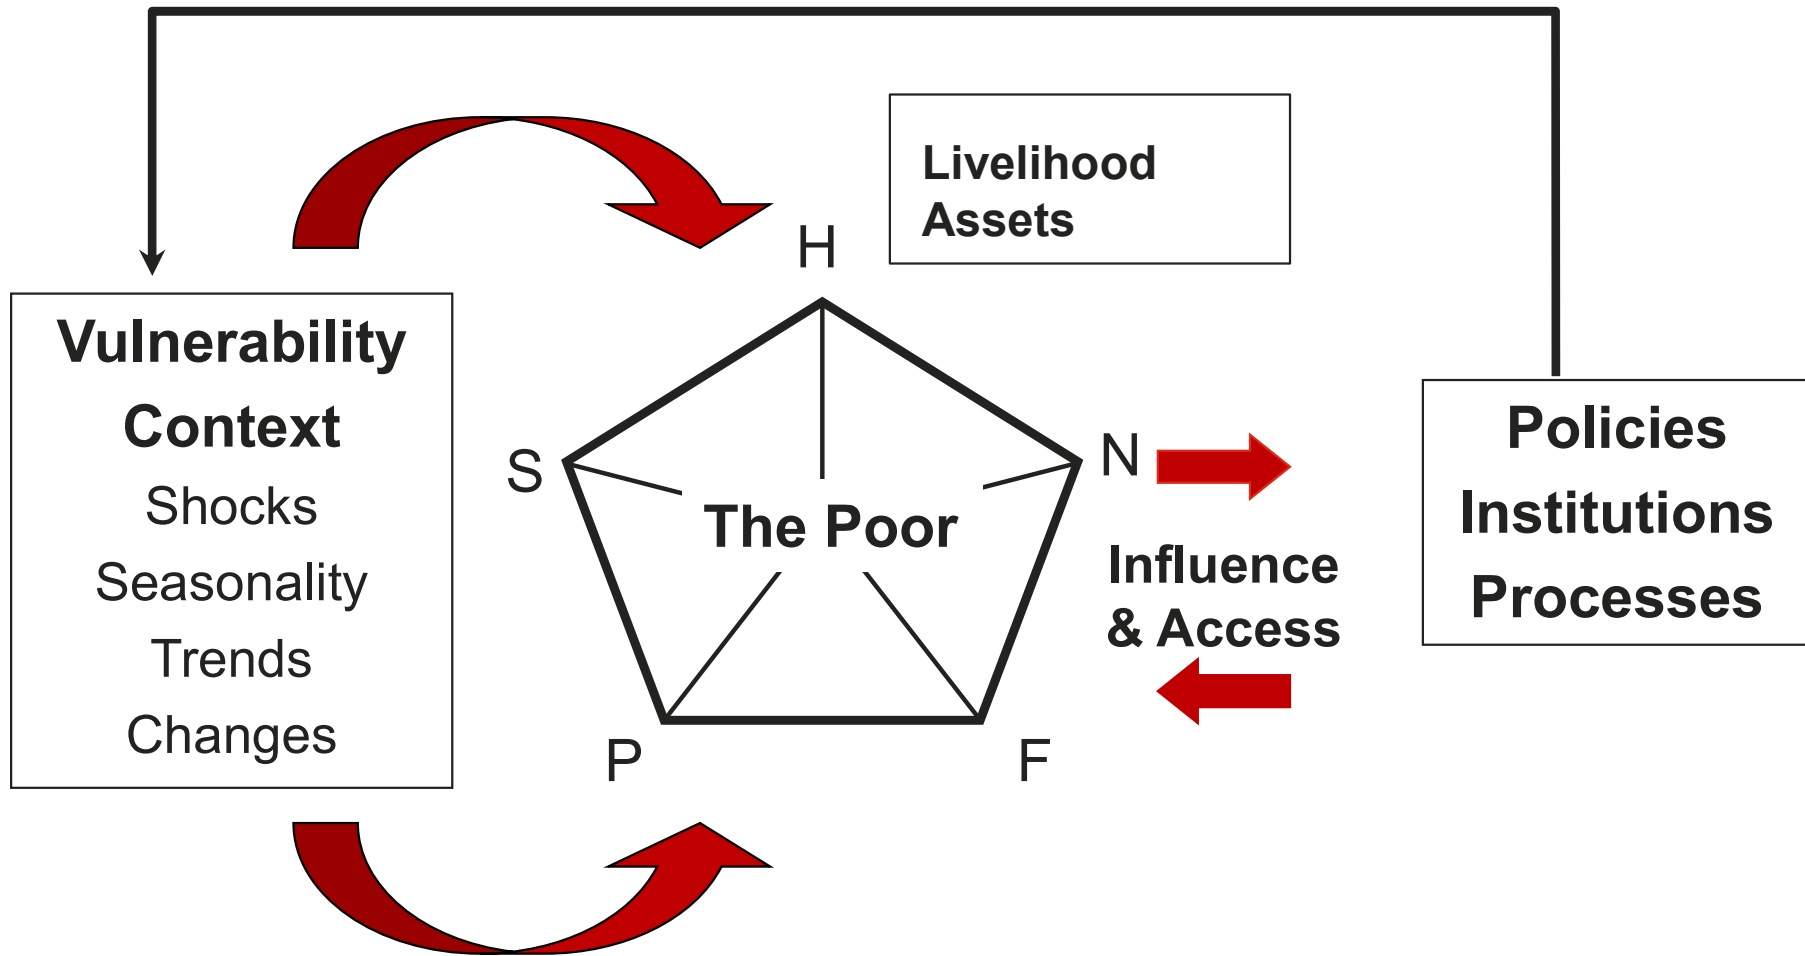 Livelihood
Assets
H
Vulnerability
Context
Shocks
Seasonality
Trends
Changes
S
The Poor
N
P
F
Influence
& Access
Policies
Institutions
Processes